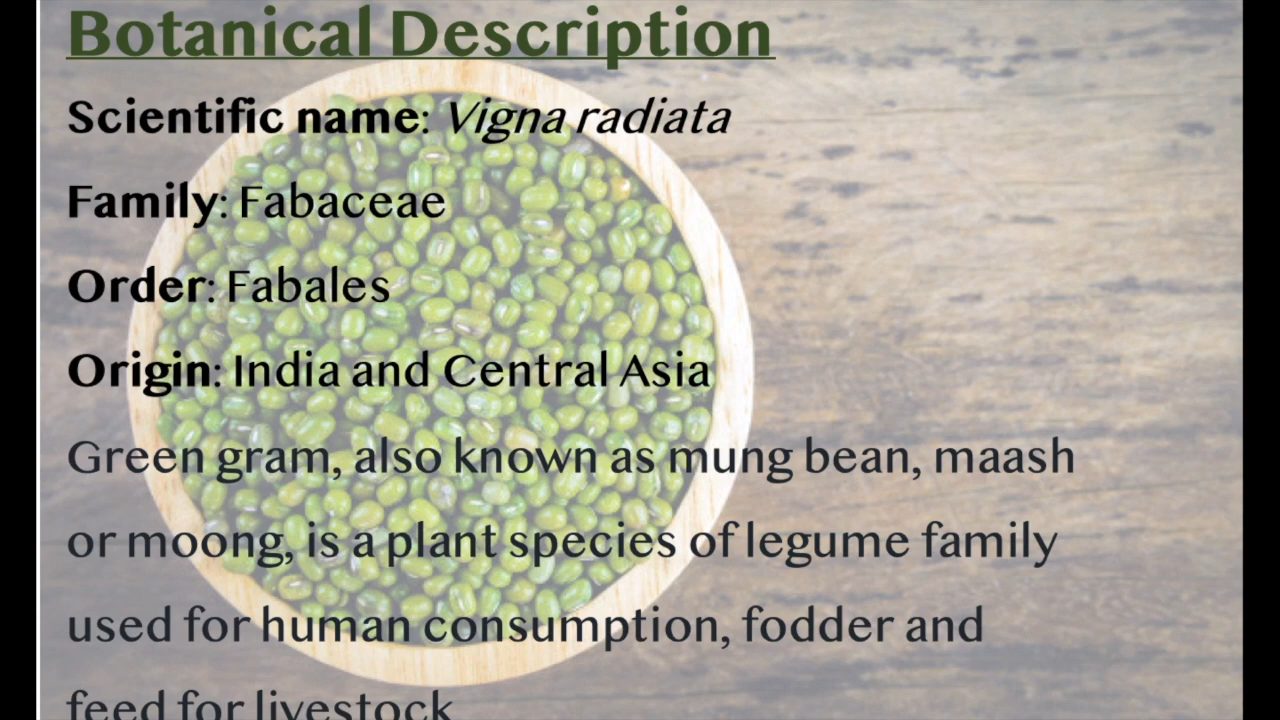 Botanical Description
Scientific name: Vigna radiata
Family: Fabaceae
Order: Fabales
Origin: India and Central Asia
Green gram, also known as mung bean, maash
or moong, is a plant species of legume family
used for human consumption, fodder and
feed for livestock